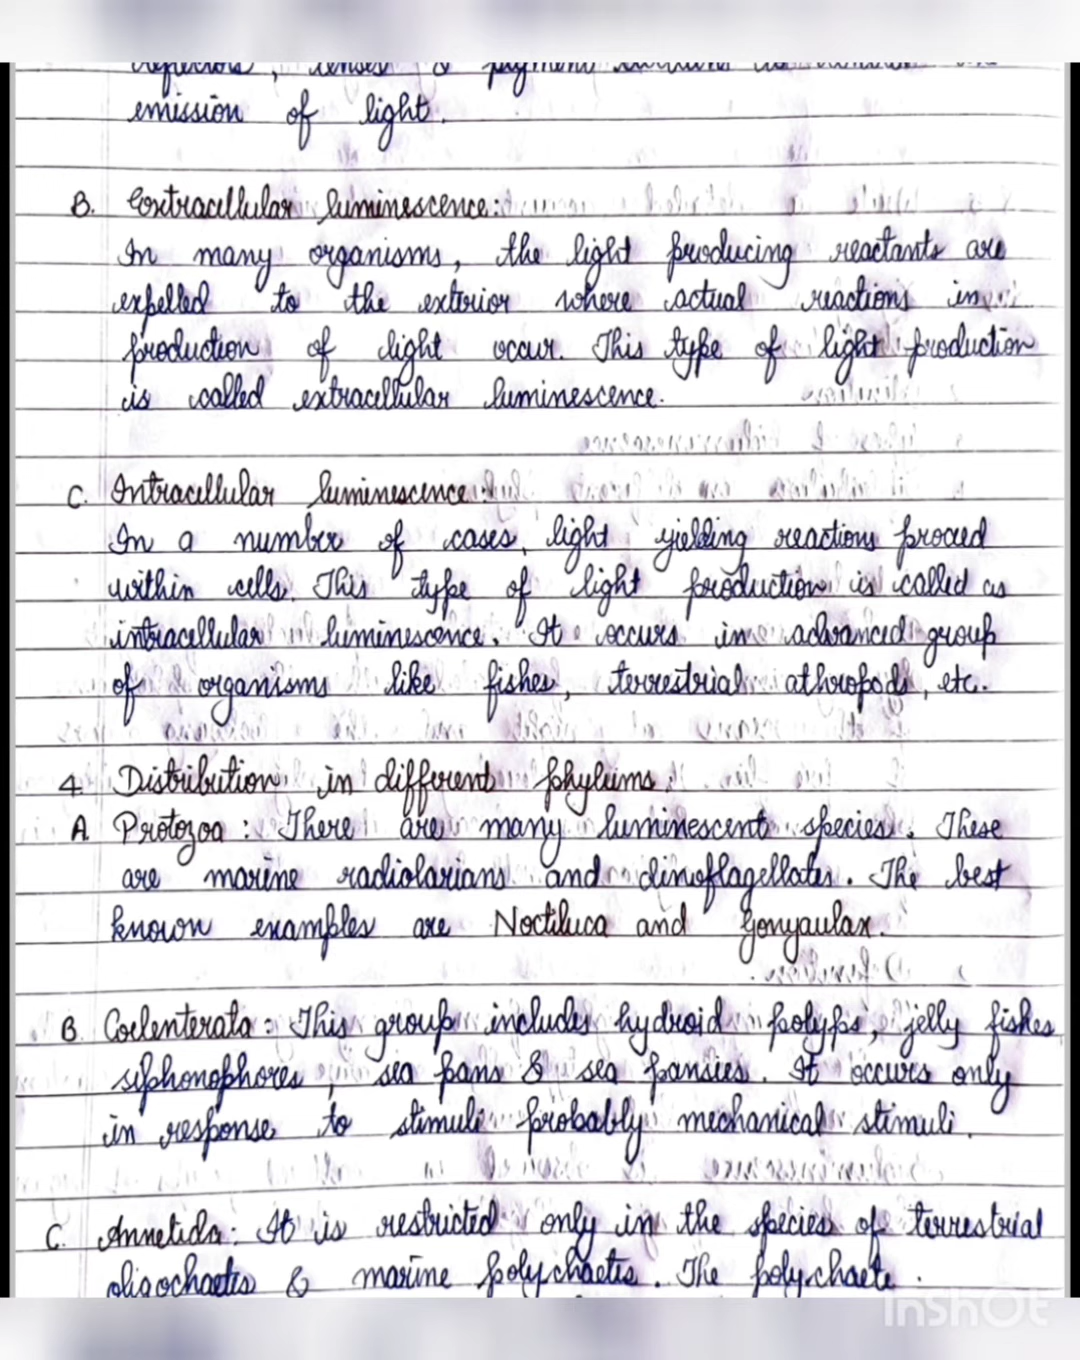 reflectors, lenses & pigment
emission of light.
B. Extracellular luminescence:
In many organisms, the light producing reactants are
expelled to the exterior where actual reactions in
production of light occur. This type of light production
is called extracellular luminescence.
C. Intracellular luminescence:
In a number of cases, light yielding reactions proceed
within cells. This type of light production is called as
intracellular luminescence. It occurs in advanced group
of organisms like fishes, terrestrial athropods, etc.
4. Distribution in different phylums:
A Protozoa: There are many luminescent species. These
are marine radiolarians and dinoflagellates. The best
known examples are Noctiluca and Gonyaulax.
B. Coelenterata: This group includes hydroid polyps, jelly fishes,
siphonophores, sea pans & sea pansies. It occurs only
in response to stimuli probably mechanical stimuli.
C. Annelida: It is restricted only in the species of terrestrial
oligochaetes & marine polychaetes. The polychaete
InShOt